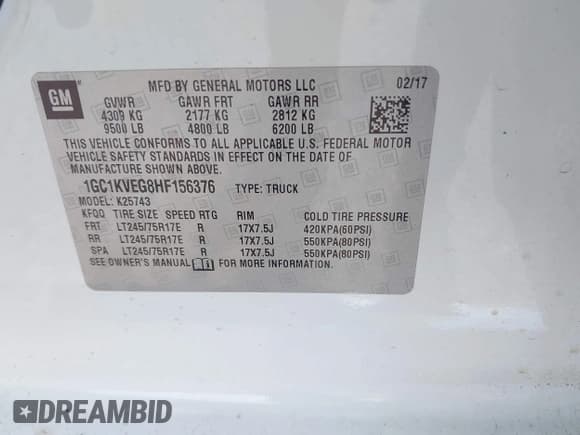 GM
MFD BY GENERAL MOTORS LLC 02/17
GVWR GAWR FRT GAWR RR
4309 KG 2177 KG 2812 KG
9500 LB 4800 LB 6200 LB
THIS VEHICLE CONFORMS TO ALL APPLICABLE U.S. FEDERAL MOTOR
VEHICLE SAFETY STANDARDS IN EFFECT ON THE DATE OF
MANUFACTURE SHOWN ABOVE.
1GC1KVEG8HF156376 TYPE: TRUCK
MODEL: K25743
KFQQ TIRE SIZE SPEED RTG RIM COLD TIRE PRESSURE
FRT LT245/75R17E R 17X7.5J 420KPA(60PSI)
RR LT245/75R17E R 17X7.5J 550KPA(80PSI)
SPA LT245/75R17E R 17X7.5J 550KPA(80PSI)
SEE OWNER'S MANUAL FOR MORE INFORMATION.
DREAMBID